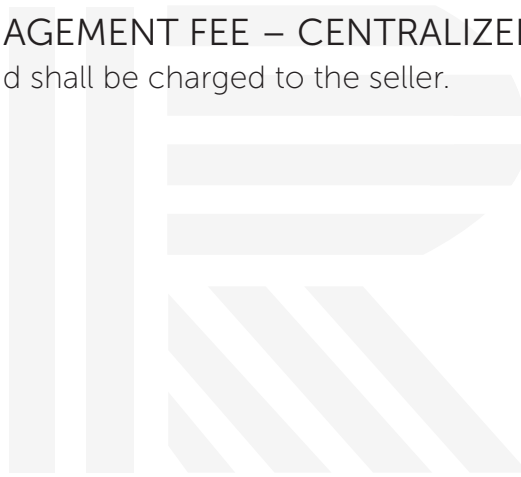 AGEMENT FEE – CENTRALIZE
d shall be charged to the seller.